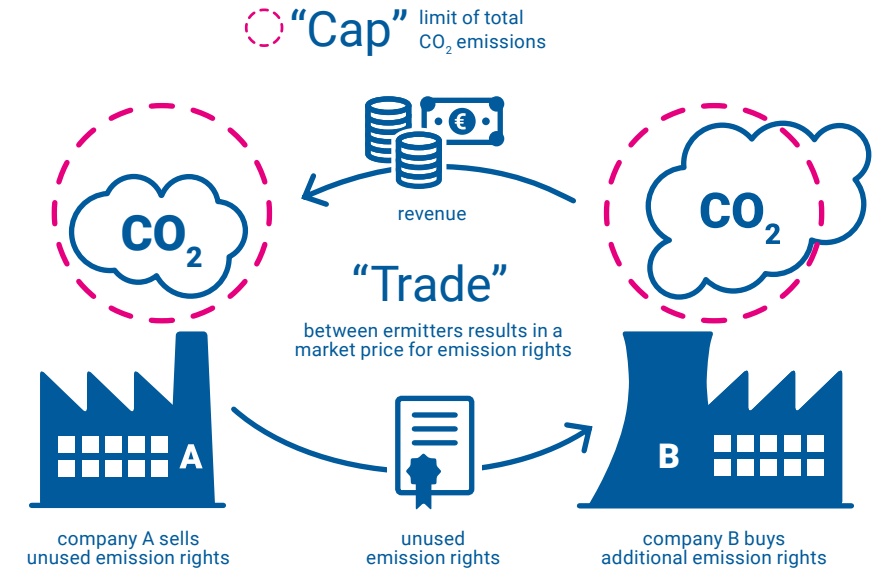 “Cap” limit of total
CO₂ emissions
€
CO₂
CO₂
revenue
“Trade”
between ermitters results in a
market price for emission rights
A
B
company A sells
unused emission rights
unused
emission rights
company B buys
additional emission rights